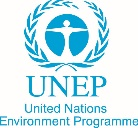 UNEP
United Nations
Environment Programme